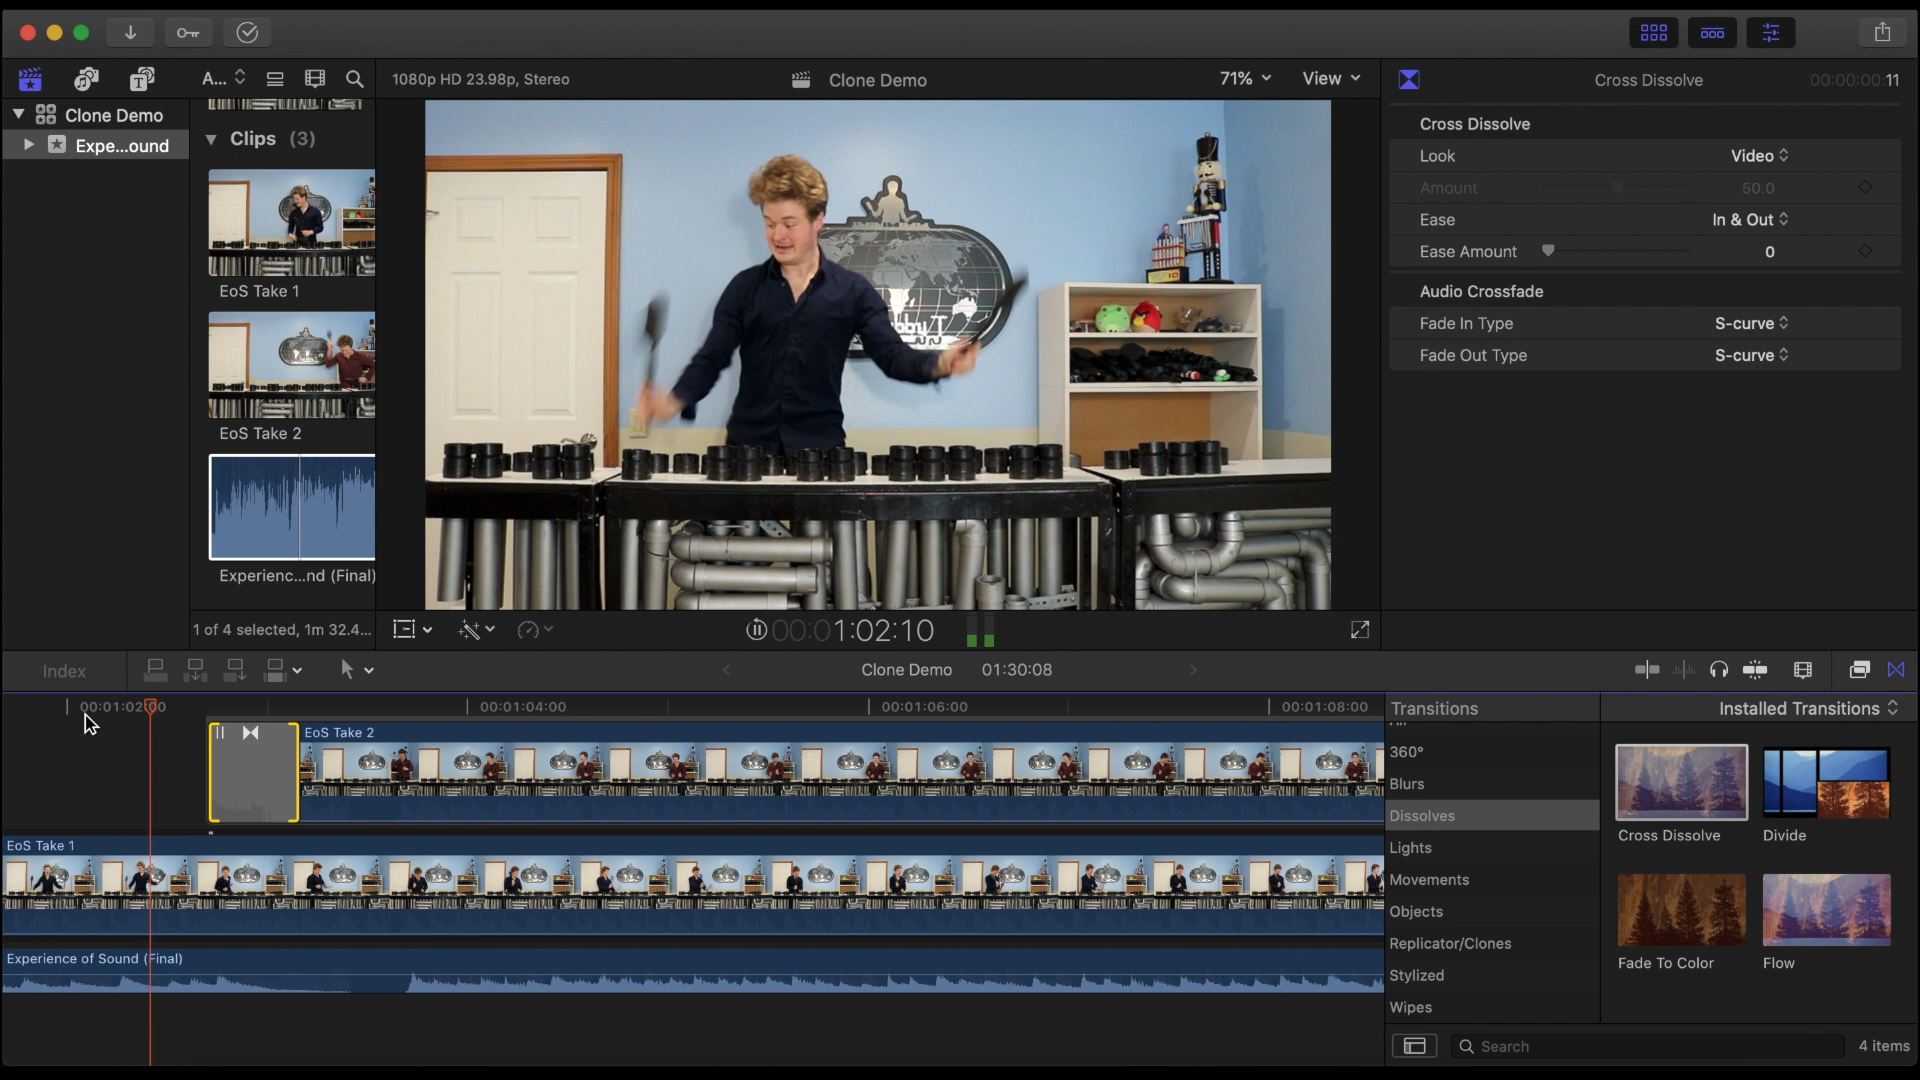 A...
1080p HD 23.98p, Stereo
Clone Demo
71%
View
Cross Dissolve
00:00:00:11
Clone Demo
Expe...ound
Clips (3)
EoS Take 1
EoS Take 2
Experienc...nd (Final)
1 of 4 selected, 1m 32.4...
Cross Dissolve
Look
Video
Amount
50.0
Ease
In & Out
Ease Amount
0
Audio Crossfade
Fade In Type
S-curve
Fade Out Type
S-curve
00:01:02:10
Index
Clone Demo
01:30:08
00:01:02:00
00:01:04:00
00:01:06:00
00:01:08:00
EoS Take 2
EoS Take 1
Experience of Sound (Final)
Transitions
Installed Transitions
360°
Blurs
Dissolves
Lights
Movements
Objects
Replicator/Clones
Stylized
Wipes
Cross Dissolve
Divide
Fade To Color
Flow
Search
4 items